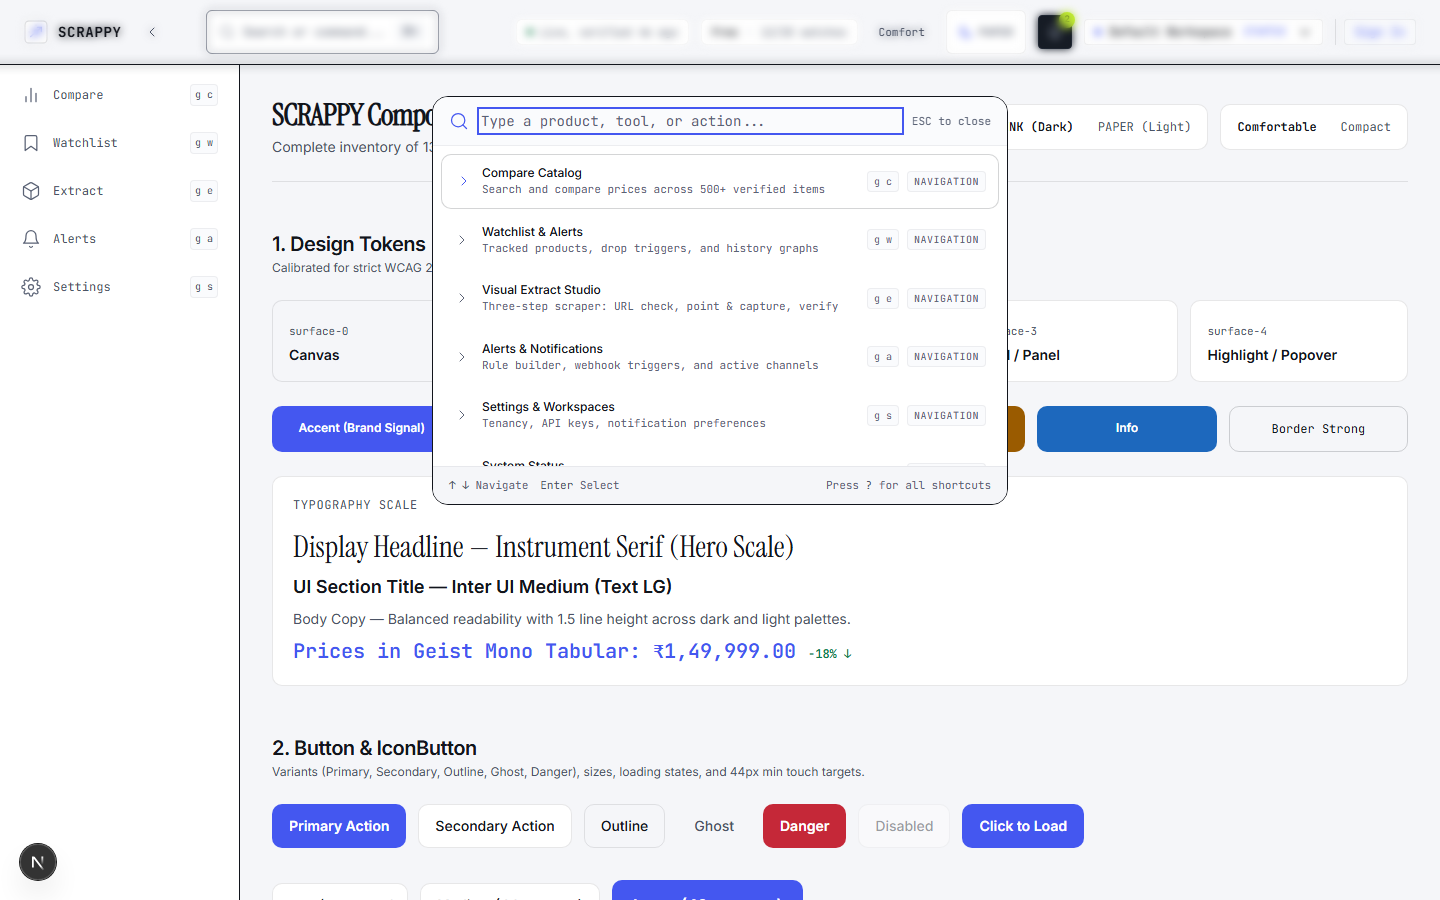 SCRAPPY
Comfort
Compare g c
Watchlist g w
Extract g e
Alerts g a
Settings g s
SCRAPPY
Complete inventory of
(Dark) PAPER (Light)
Comfortable Compact
Type a product, tool, or action...
ESC to close
Compare Catalog
Search and compare prices across 500+ verified items
g c NAVIGATION
Watchlist & Alerts
Tracked products, drop triggers, and history graphs
g w NAVIGATION
Visual Extract Studio
Three-step scraper: URL check, point & capture, verify
g e NAVIGATION
Alerts & Notifications
Rule builder, webhook triggers, and active channels
g a NAVIGATION
Settings & Workspaces
Tenancy, API keys, notification preferences
g s NAVIGATION
System Status
↑ ↓ Navigate Enter Select
Press ? for all shortcuts
1. Design Tokens
Calibrated for strict WCAG 2
surface-0
Canvas
/ Panel
surface-4
Highlight / Popover
Accent (Brand Signal)
Info
Border Strong
TYPOGRAPHY SCALE
Display Headline — Instrument Serif (Hero Scale)
UI Section Title — Inter UI Medium (Text LG)
Body Copy — Balanced readability with 1.5 line height across dark and light palettes.
Prices in Geist Mono Tabular: ₹1,49,999.00 -18% ↓
2. Button & IconButton
Variants (Primary, Secondary, Outline, Ghost, Danger), sizes, loading states, and 44px min touch targets.
Primary Action
Secondary Action
Outline
Ghost
Danger
Disabled
Click to Load
N